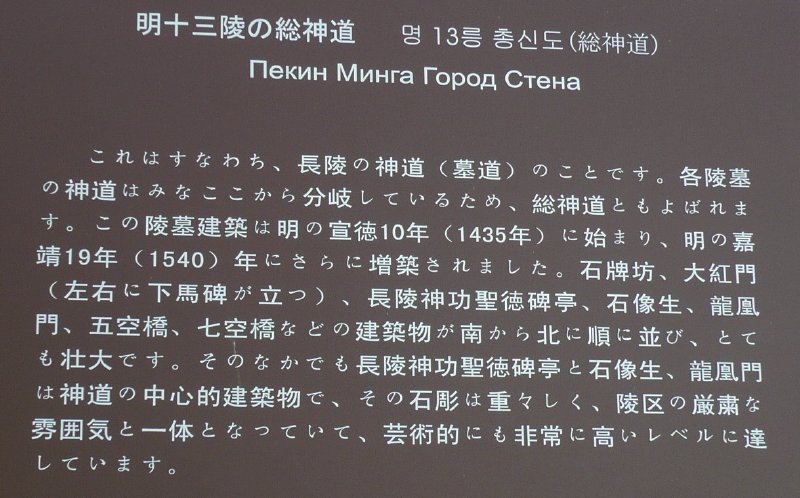 明十三陵の総神道 명 13릉 총신도(総神道)
Пекин Минга Город Стена
これはすなわち、長陵の神道（墓道）のことです。各陵墓
の神道はみなここから分岐しているため、総神道ともよばれま
す。この陵墓建築は明の宣徳10年（1435年）に始まり、明の嘉
靖19年（1540）年にさらに増築されました。石牌坊、大紅門
（左右に下馬碑が立つ）、長陵神功聖徳碑亭、石像生、龍凰
門、五空橋、七空橋などの建築物が南から北に順に並び、とて
も壮大です。そのなかでも長陵神功聖徳碑亭と石像生、龍凰門
は神道の中心的建築物で、その石彫は重々しく、陵区の厳粛な
雰囲気と一体となっていて、芸術的にも非常に高いレベルに達
しています。